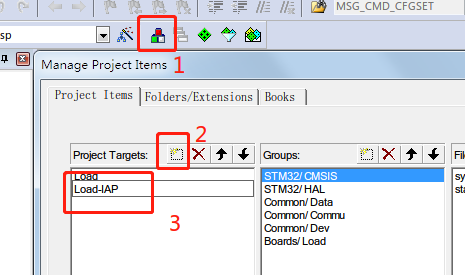 MSG_CMD_CFGSET
sp
1
Manage Project Items
Project Items Folders/Extensions Books
2
Project Targets: Groups: Fil
Load STM32/ CMSIS sy
Load-IAP STM32/ HAL sta
Common/ Data
3 Common/ Commu
Common/ Dev
Boards/ Load